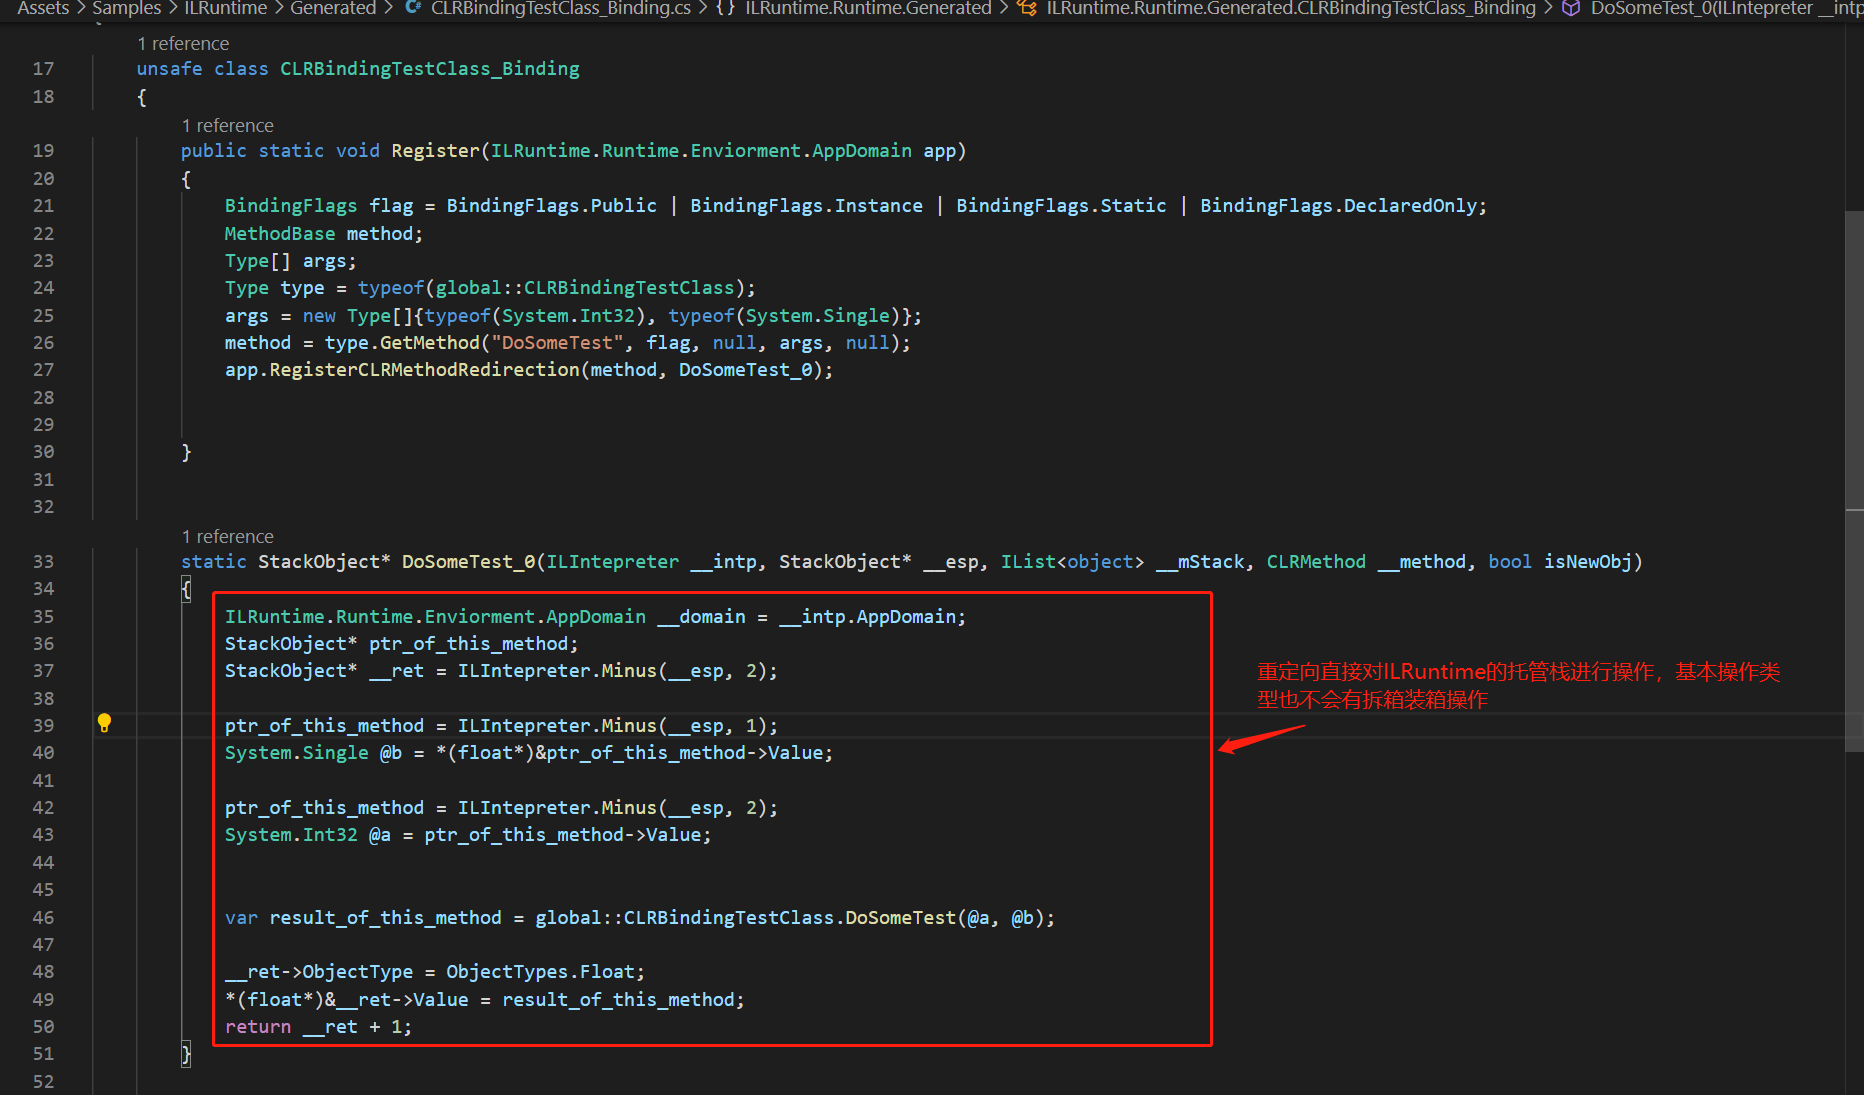 Assets > Samples > ILRuntime > Generated > CLRBindingTestClass_Binding.cs > {} ILRuntime.Runtime.Generated > ILRuntime.Runtime.Generated.CLRBindingTestClass_Binding > DoSomeTest_0(ILIntepreter __intp
1 reference
17 unsafe class CLRBindingTestClass_Binding
18 {
1 reference
19 public static void Register(ILRuntime.Runtime.Enviorment.AppDomain app)
20 {
21 BindingFlags flag = BindingFlags.Public | BindingFlags.Instance | BindingFlags.Static | BindingFlags.DeclaredOnly;
22 MethodBase method;
23 Type[] args;
24 Type type = typeof(global::CLRBindingTestClass);
25 args = new Type[]{typeof(System.Int32), typeof(System.Single)};
26 method = type.GetMethod("DoSomeTest", flag, null, args, null);
27 app.RegisterCLRMethodRedirection(method, DoSomeTest_0);
28
29
30 }
31
32
1 reference
33 static StackObject* DoSomeTest_0(ILIntepreter __intp, StackObject* __esp, IList<object> __mStack, CLRMethod __method, bool isNewObj)
34 {
35 ILRuntime.Runtime.Enviorment.AppDomain __domain = __intp.AppDomain;
36 StackObject* ptr_of_this_method;
37 StackObject* __ret = ILIntepreter.Minus(__esp, 2);
38
39 ptr_of_this_method = ILIntepreter.Minus(__esp, 1);
40 System.Single @b = *(float*)&ptr_of_this_method->Value;
41
42 ptr_of_this_method = ILIntepreter.Minus(__esp, 2);
43 System.Int32 @a = ptr_of_this_method->Value;
44
45
46 var result_of_this_method = global::CLRBindingTestClass.DoSomeTest(@a, @b);
47
48 __ret->ObjectType = ObjectTypes.Float;
49 *(float*)&__ret->Value = result_of_this_method;
50 return __ret + 1;
51 }
52
重定向直接对ILRuntime的托管栈进行操作，基本操作类
型也不会有拆箱装箱操作